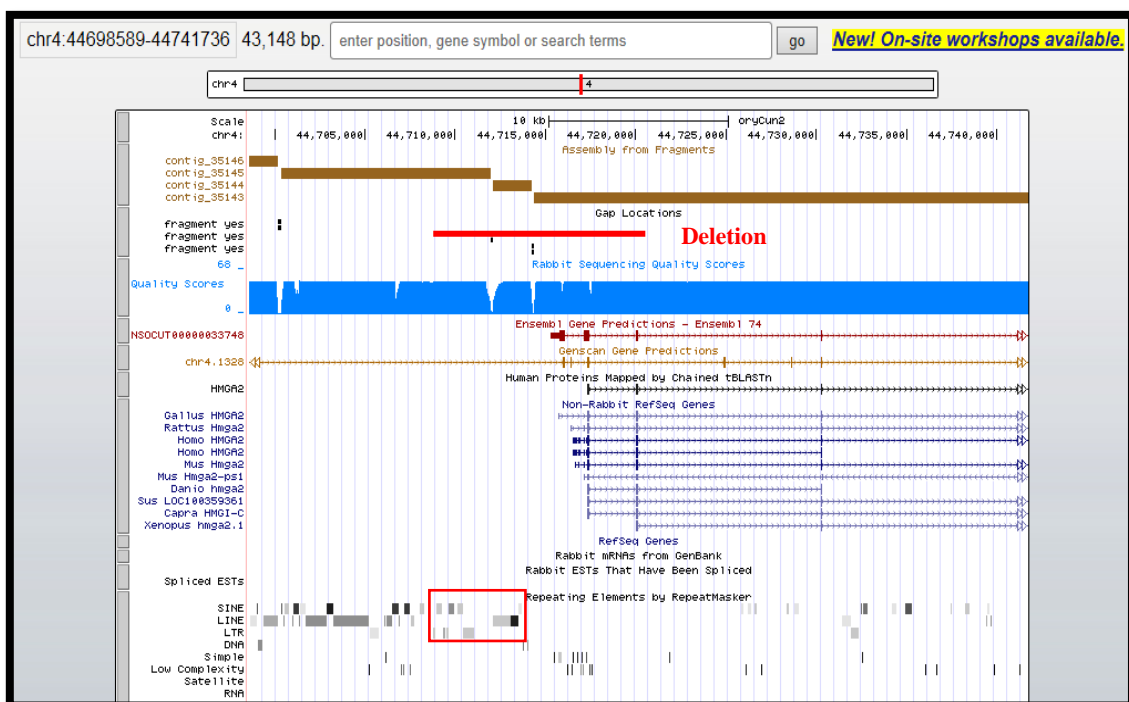 chr4:44698589-44741736 43,148 bp. enter position, gene symbol or search terms go New! On-site workshops available.
chr4 4
Scale 10 kb oryCun2
chr4: 44,705,000 44,710,000 44,715,000 44,720,000 44,725,000 44,730,000 44,735,000 44,740,000
Assembly from Fragments
contig_35146
contig_35145
contig_35144
contig_35143
Gap Locations
fragment yes
fragment yes Deletion
fragment yes
68 _ Rabbit Sequencing Quality Scores
Quality Scores
0 _
Ensembl Gene Predictions - Ensembl 74
NSOCUT00000033748
Genscan Gene Predictions
chr4.1328
Human Proteins Mapped by Chained tBLASTn
HMGA2
Non-Rabbit RefSeq Genes
Gallus HMGA2
Rattus Hmga2
Homo HMGA2
Homo HMGA2
Mus Hmga2
Mus Hmga2-ps1
Danio hmga2
Sus LOC100359361
Capra HMGI-C
Xenopus hmga2.1
RefSeq Genes
Rabbit mRNAs from GenBank
Rabbit ESTs That Have Been Spliced
Spliced ESTs
Repeating Elements by RepeatMasker
SINE
LINE
LTR
DNA
Simple
Low Complexity
Satellite
RNA